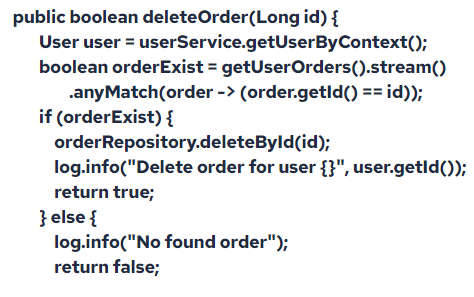 public boolean deleteOrder(Long id) {
User user = userService.getUserByContext();
boolean orderExist = getUserOrders().stream()
.anyMatch(order -> (order.getId() == id));
if (orderExist) {
orderRepository.deleteById(id);
log.info("Delete order for user {}", user.getId());
return true;
} else {
log.info("No found order");
return false;